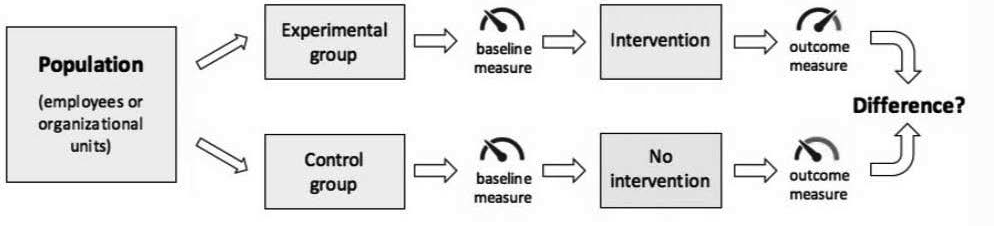 Population
(employees or
organizational
units)
Experimental
group
baseline
measure
Intervention
outcome
measure
Difference?
Control
group
baseline
measure
No
intervention
outcome
measure